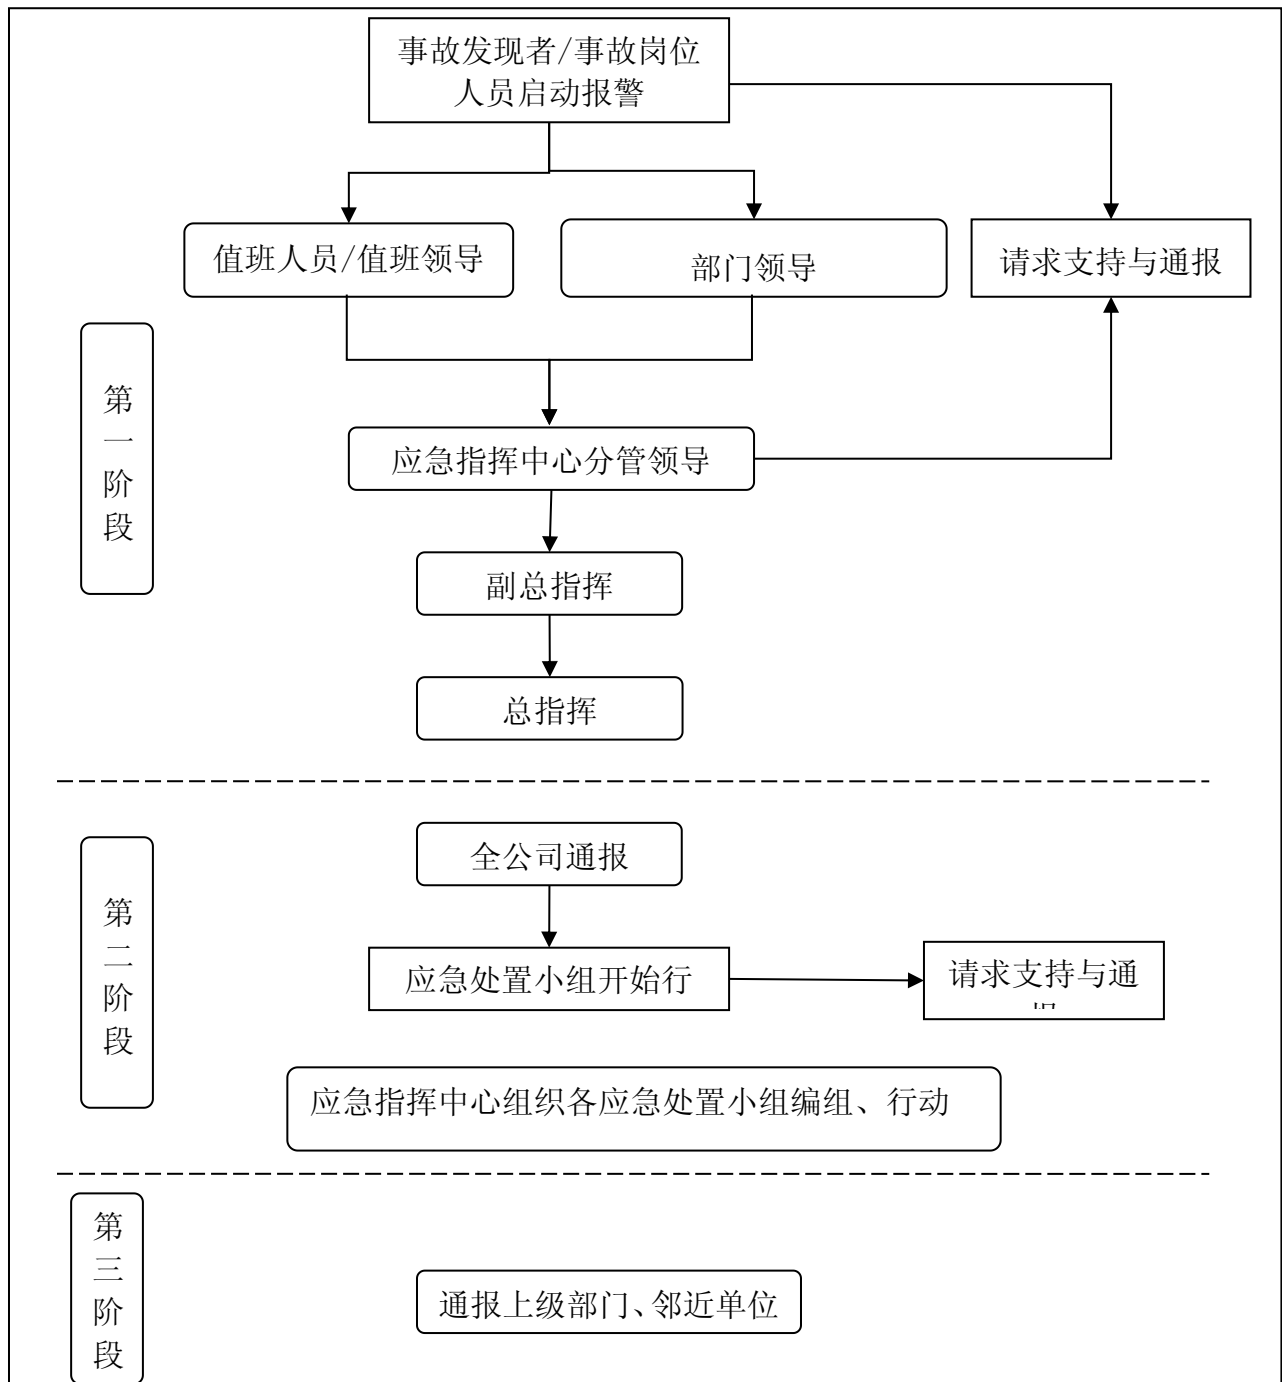 事故发现者/事故岗位
人员启动报警
值班人员/值班领导
部门领导
请求支持与通报
第
一
阶
段
应急指挥中心分管领导
副总指挥
总指挥
第
二
阶
段
全公司通报
应急处置小组开始行
请求支持与通
应急指挥中心组织各应急处置小组编组、行动
第
三
阶
段
通报上级部门、邻近单位